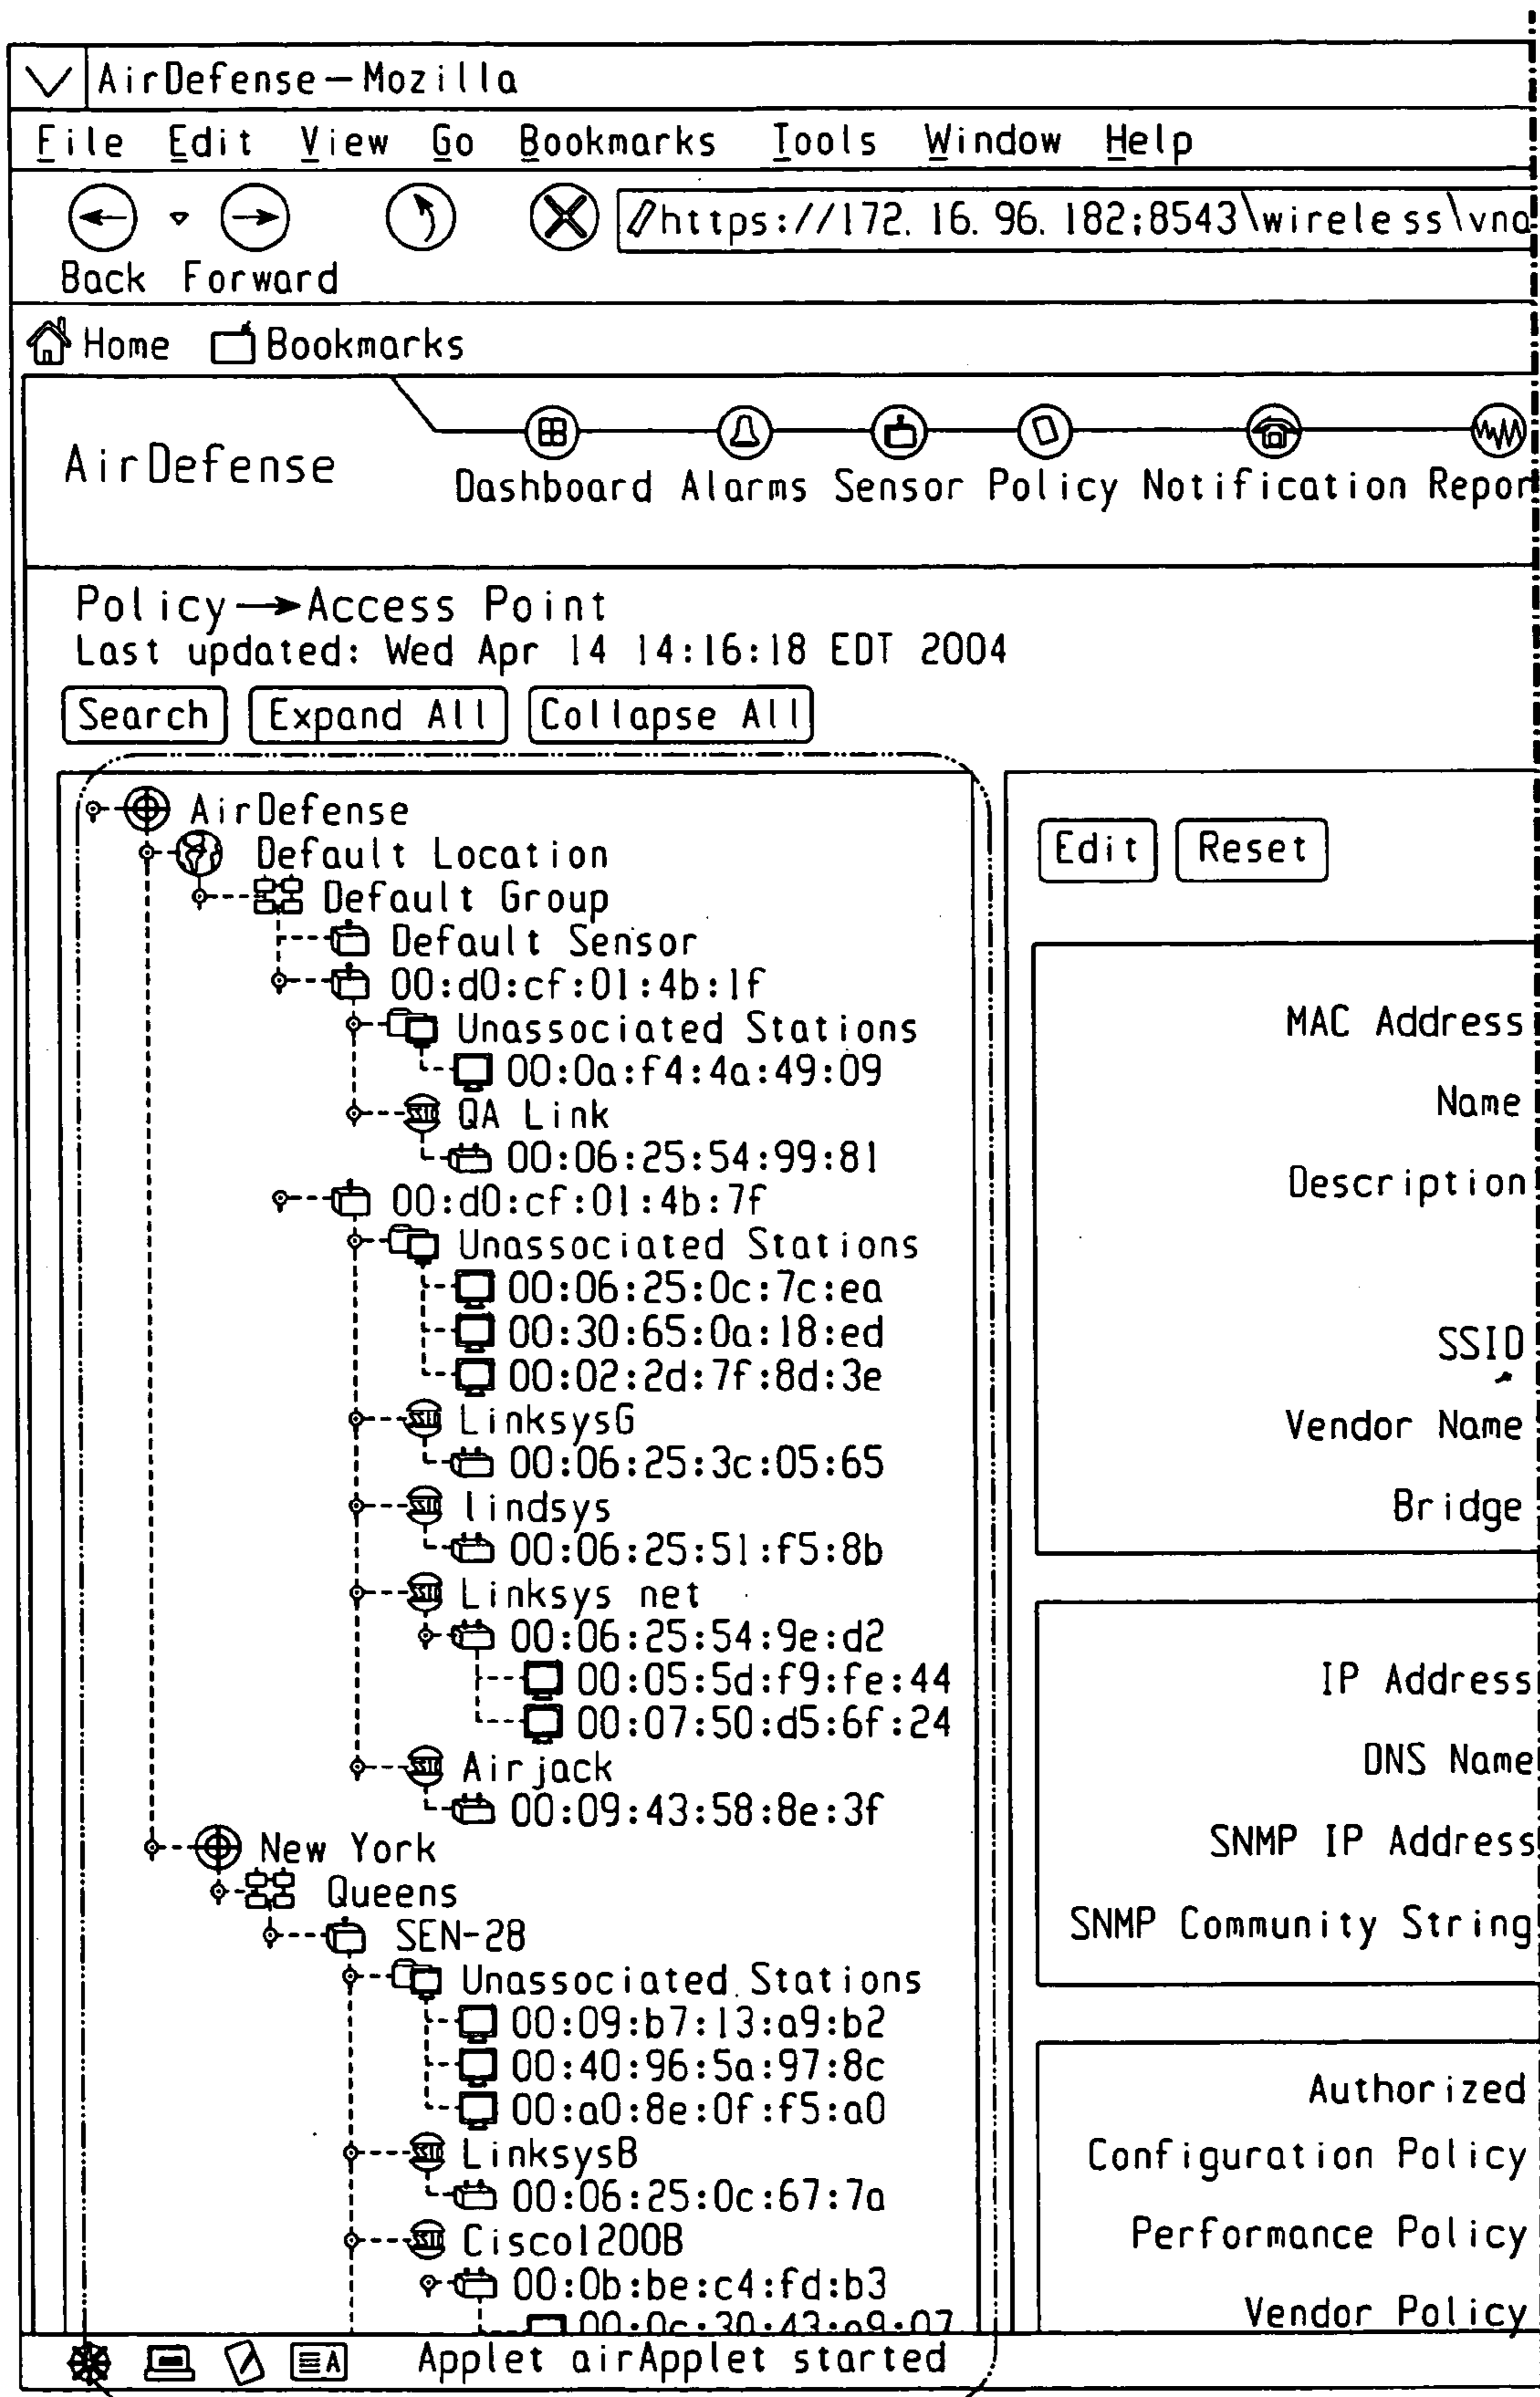 AirDefense—Mozilla
File Edit View Go Bookmarks Tools Window Help
https://172.16.96.182:8543\wireless\vna
Back Forward
Home Bookmarks
AirDefense
Dashboard Alarms Sensor Policy Notification Repor
Policy→Access Point
Last updated: Wed Apr 14 14:16:18 EDT 2004
Search Expand All Collapse All
AirDefense
Default Location
Default Group
Default Sensor
00:d0:cf:01:4b:1f
Unassociated Stations
00:0a:f4:4a:49:09
QA Link
00:06:25:54:99:81
00:d0:cf:01:4b:7f
Unassociated Stations
00:06:25:0c:7c:ea
00:30:65:0a:18:ed
00:02:2d:7f:8d:3e
LinksysG
00:06:25:3c:05:65
lindsys
00:06:25:51:f5:8b
Linksys net
00:06:25:54:9e:d2
00:05:5d:f9:fe:44
00:07:50:d5:6f:24
Airjack
00:09:43:58:8e:3f
New York
Queens
SEN-28
Unassociated Stations
00:09:b7:13:a9:b2
00:40:96:5a:97:8c
00:a0:8e:0f:f5:a0
LinksysB
00:06:25:0c:67:7a
Cisco1200B
00:0b:be:c4:fd:b3
00:0c:30:43:a9:07
Edit Reset
MAC Address
Name
Description
SSID
Vendor Name
Bridge
IP Address
DNS Name
SNMP IP Address
SNMP Community String
Authorized
Configuration Policy
Performance Policy
Vendor Policy
Applet airApplet started